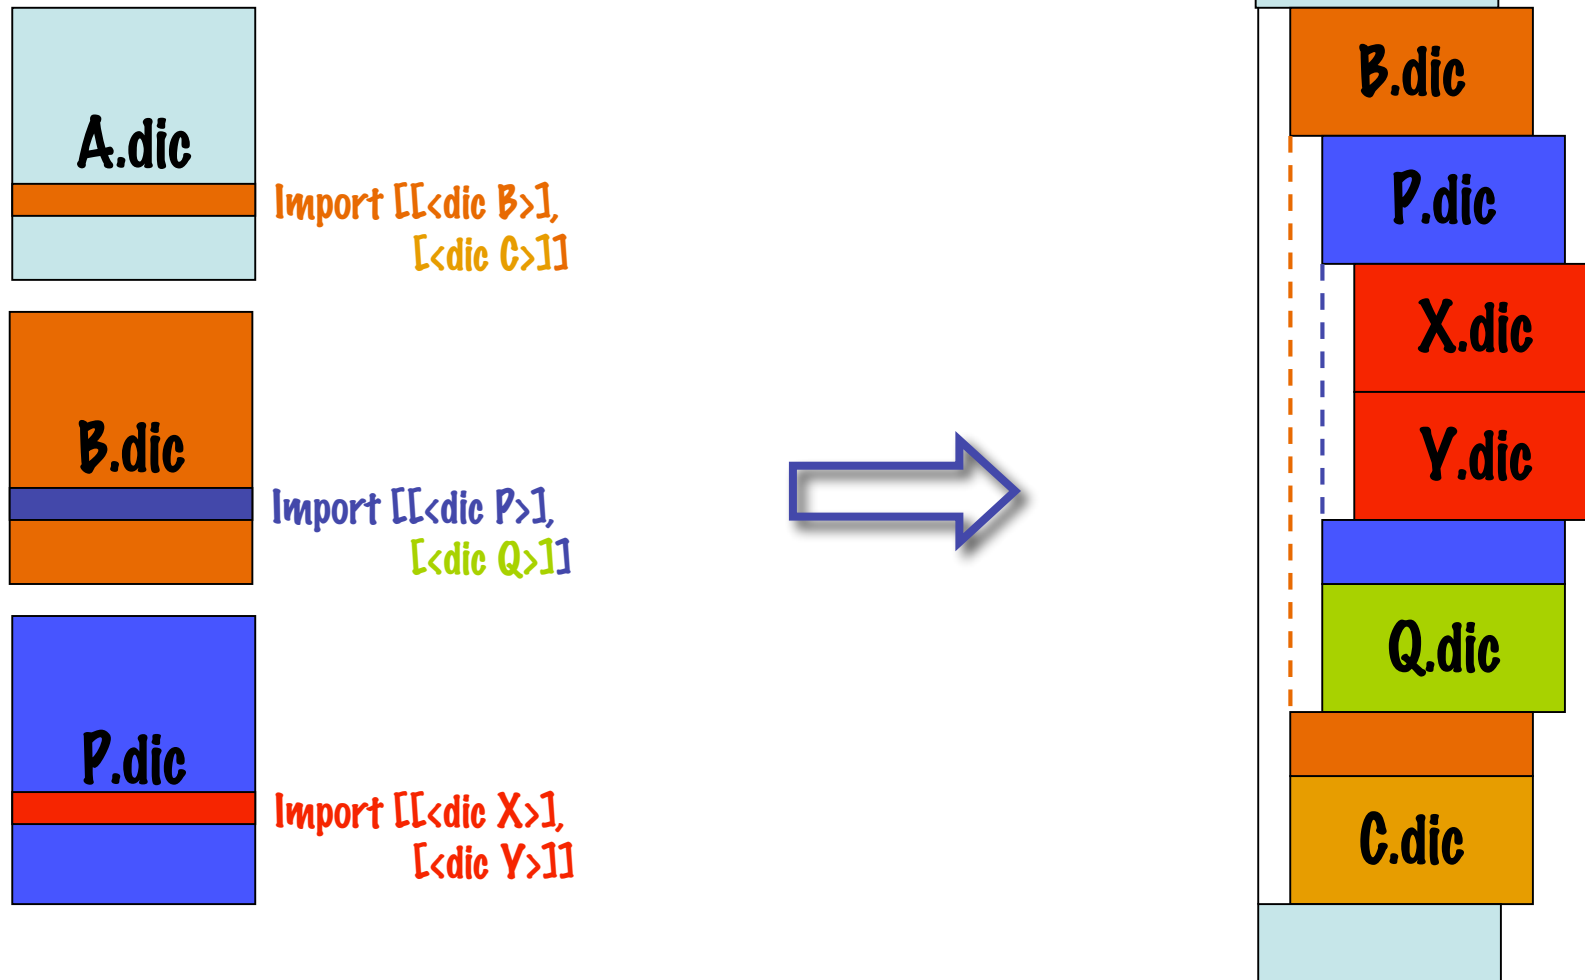 A.dic
Import [[<dic B>],
[<dic C>]]
B.dic
Import [[<dic P>],
[<dic Q>]]
P.dic
Import [[<dic X>],
[<dic Y>]]
B.dic
P.dic
X.dic
Y.dic
Q.dic
C.dic